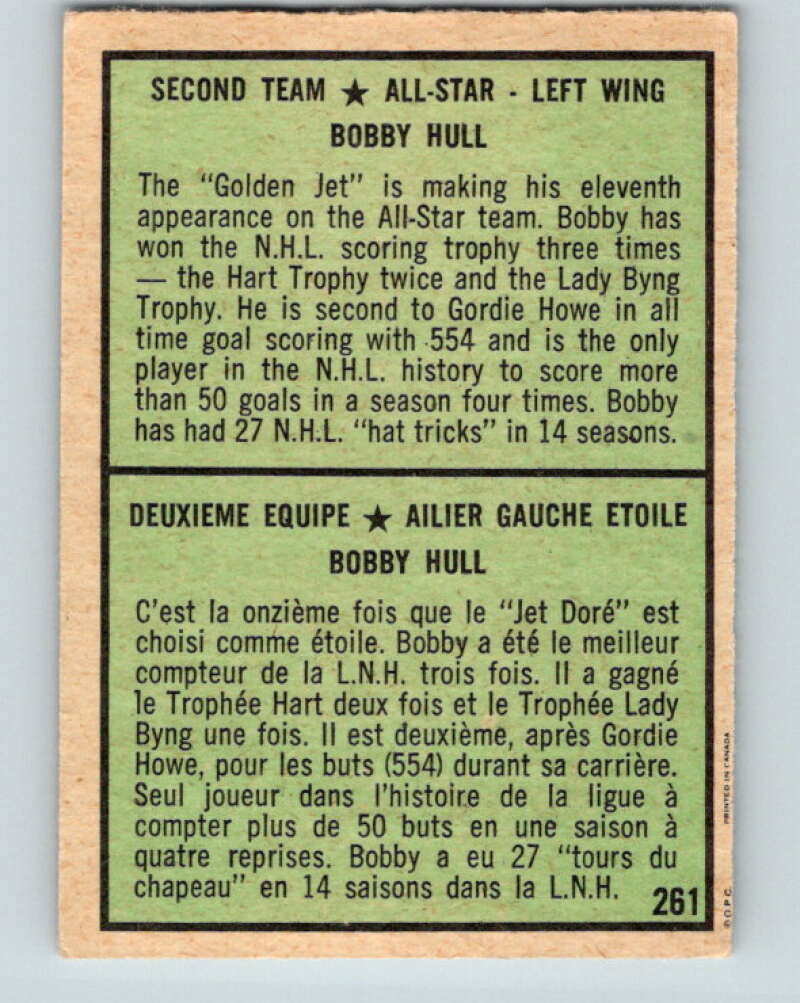 SECOND TEAM ★ ALL-STAR - LEFT WING
BOBBY HULL
The "Golden Jet" is making his eleventh
appearance on the All-Star team. Bobby has
won the N.H.L. scoring trophy three times
— the Hart Trophy twice and the Lady Byng
Trophy. He is second to Gordie Howe in all
time goal scoring with 554 and is the only
player in the N.H.L. history to score more
than 50 goals in a season four times. Bobby
has had 27 N.H.L. "hat tricks" in 14 seasons.
DEUXIEME EQUIPE ★ AILIER GAUCHE ETOILE
BOBBY HULL
C'est la onzième fois que le "Jet Doré" est
choisi comme étoile. Bobby a été le meilleur
compteur de la L.N.H. trois fois. Il a gagné
le Trophée Hart deux fois et le Trophée Lady
Byng une fois. Il est deuxième, après Gordie
Howe, pour les buts (554) durant sa carrière.
Seul joueur dans l'histoire de la ligue à
compter plus de 50 buts en une saison à
quatre reprises. Bobby a eu 27 "tours du
chapeau" en 14 saisons dans la L.N.H.
261
© O.P.C. PRINTED IN CANADA